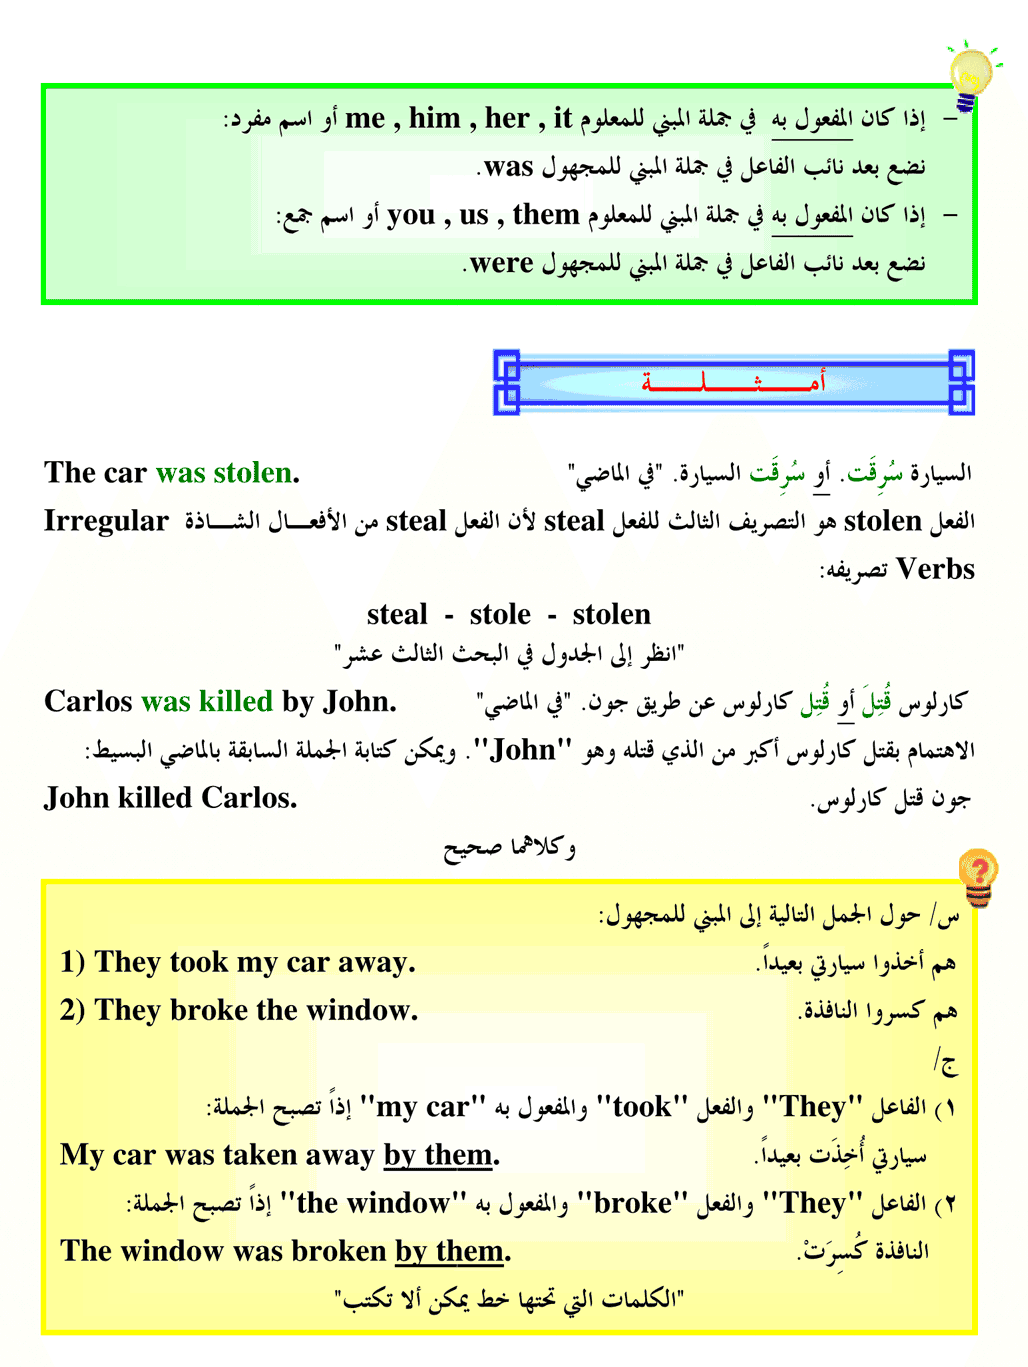 – إذا كان المفعول به في جملة المبني للمعلوم me , him , her , it أو اسم مفرد:
نضع بعد نائب الفاعل في جملة المبني للمجهول was.
– إذا كان المفعول به في جملة المبني للمعلوم you , us , them أو اسم جمع:
نضع بعد نائب الفاعل في جملة المبني للمجهول were.
أمـــــثـــــلـــــة
The car was stolen. السيارة سُرِقَت. أو سُرِقَت السيارة. "في الماضي"
الفعل stolen هو التصريف الثالث للفعل steal لأن الفعل steal من الأفعـــال الشـــاذة Irregular
Verbs تصريفه:
steal - stole - stolen
"انظر إلى الجدول في البحث الثالث عشر"
Carlos was killed by John. كارلوس قُتِلَ أو قُتِل كارلوس عن طريق جون. "في الماضي"
الاهتمام بقتل كارلوس أكبر من الذي قتله وهو "John". ويمكن كتابة الجملة السابقة بالماضي البسيط:
John killed Carlos. جون قتل كارلوس.
وكلاهما صحيح
س/ حول الجمل التالية إلى المبني للمجهول:
1) They took my car away. هم أخذوا سيارتي بعيداً.
2) They broke the window. هم كسروا النافذة.
ج/
١) الفاعل "They" والفعل "took" والمفعول به "my car" إذاً تصبح الجملة:
My car was taken away by them. سيارتي أُخِذَت بعيداً.
٢) الفاعل "They" والفعل "broke" والمفعول به "the window" إذاً تصبح الجملة:
The window was broken by them. النافذة كُسِرَتْ.
"الكلمات التي تحتها خط يمكن ألا تكتب"